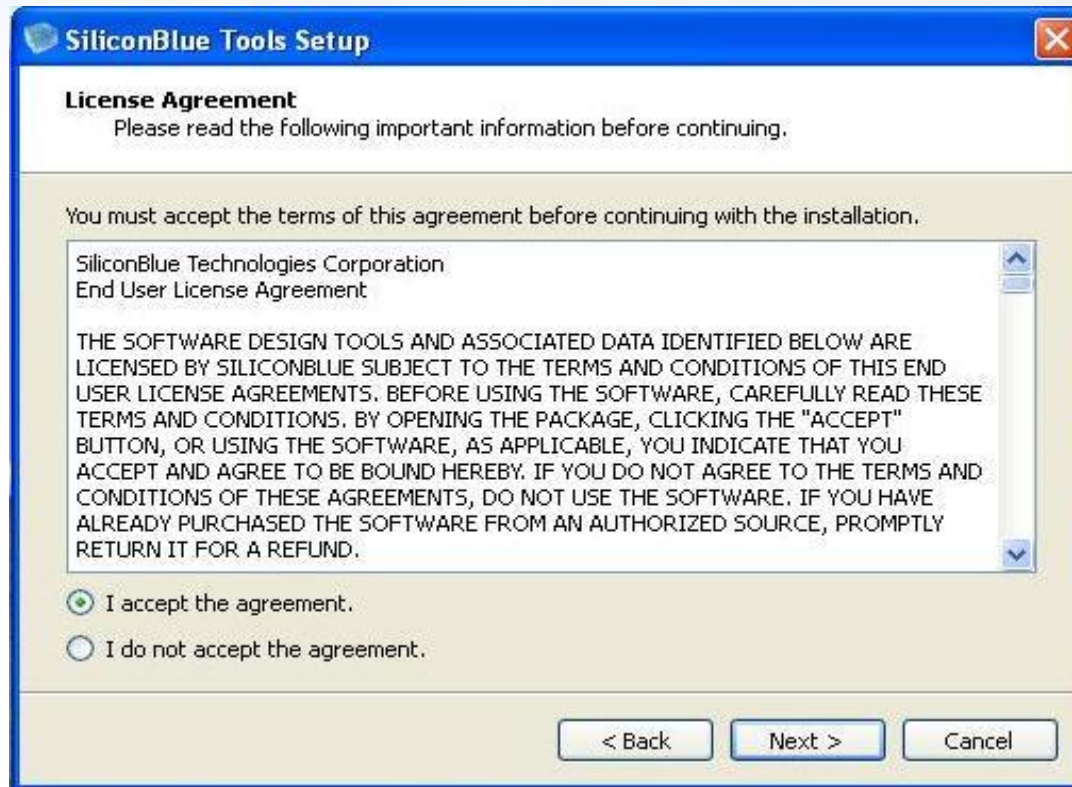 SiliconBlue Tools Setup
License Agreement
Please read the following important information before continuing.
You must accept the terms of this agreement before continuing with the installation.
SiliconBlue Technologies Corporation
End User License Agreement
THE SOFTWARE DESIGN TOOLS AND ASSOCIATED DATA IDENTIFIED BELOW ARE
LICENSED BY SILICONBLUE SUBJECT TO THE TERMS AND CONDITIONS OF THIS END
USER LICENSE AGREEMENTS. BEFORE USING THE SOFTWARE, CAREFULLY READ THESE
TERMS AND CONDITIONS. BY OPENING THE PACKAGE, CLICKING THE "ACCEPT"
BUTTON, OR USING THE SOFTWARE, AS APPLICABLE, YOU INDICATE THAT YOU
ACCEPT AND AGREE TO BE BOUND HEREBY. IF YOU DO NOT AGREE TO THE TERMS AND
CONDITIONS OF THESE AGREEMENTS, DO NOT USE THE SOFTWARE. IF YOU HAVE
ALREADY PURCHASED THE SOFTWARE FROM AN AUTHORIZED SOURCE, PROMPTLY
RETURN IT FOR A REFUND.
I accept the agreement.
I do not accept the agreement.
< Back Next > Cancel